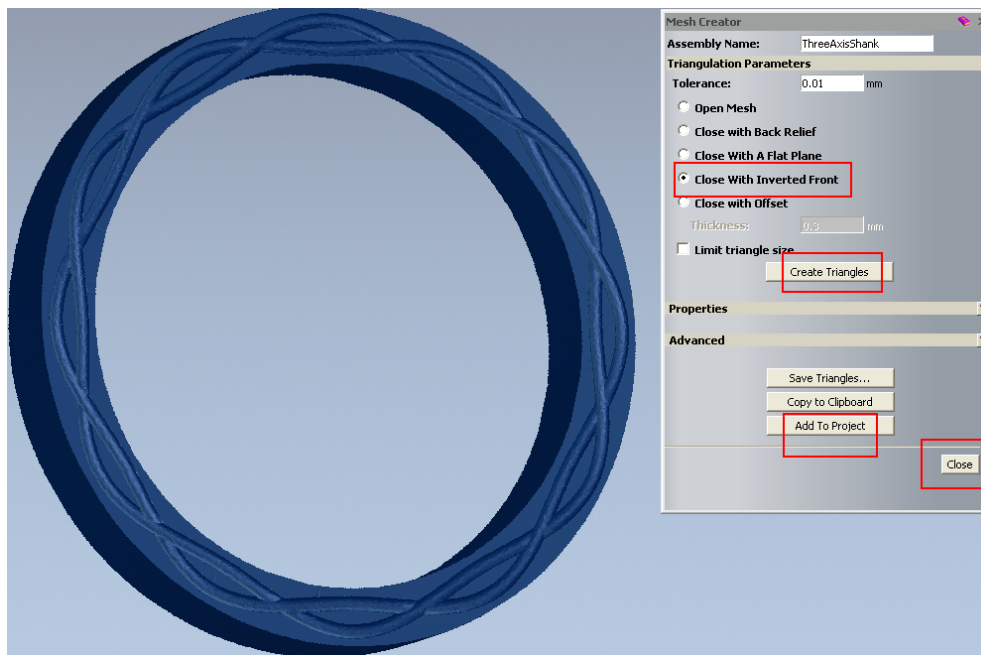 Mesh Creator
Assembly Name: ThreeAxisShank
Triangulation Parameters
Tolerance: 0.01 mm
Open Mesh
Close with Back Relief
Close With A Flat Plane
Close With Inverted Front
Close with Offset
Thickness: 0.3 mm
Limit triangle size
Create Triangles
Properties
Advanced
Save Triangles...
Copy to Clipboard
Add To Project
Close